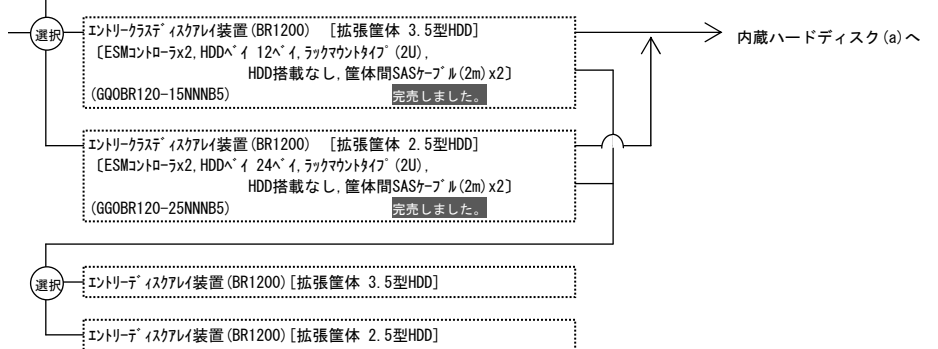 選択
エントリークラスディスクアレイ装置(BR1200) [拡張筐体 3.5型HDD]
〔ESMコントローラx2,HDDベイ 12ベイ,ラックマウントタイプ(2U),
HDD搭載なし,筐体間SASケーブル(2m)x2〕
(GQOBR120-15NNNB5) 完売しました。
内蔵ハードディスク(a)へ
エントリークラスディスクアレイ装置(BR1200) [拡張筐体 2.5型HDD]
〔ESMコントローラx2,HDDベイ 24ベイ,ラックマウントタイプ(2U),
HDD搭載なし,筐体間SASケーブル(2m)x2〕
(GGOBR120-25NNNB5) 完売しました。
選択
エントリーディスクアレイ装置(BR1200)[拡張筐体 3.5型HDD]
エントリーディスクアレイ装置(BR1200)[拡張筐体 2.5型HDD]